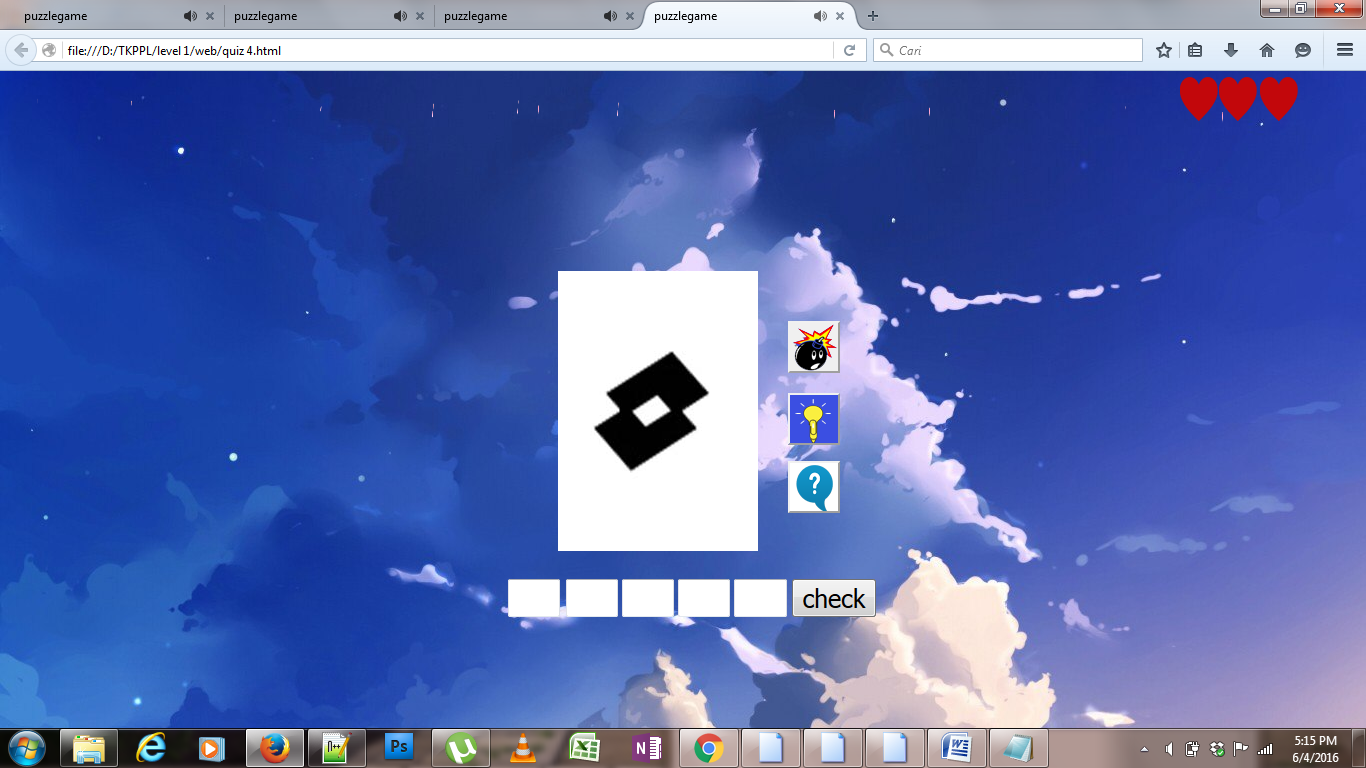 puzzlegame puzzlegame puzzlegame puzzlegame
file:///D:/TKPPL/level 1/web/quiz 4.html Cari
?
check
Ps
5:15 PM
6/4/2016